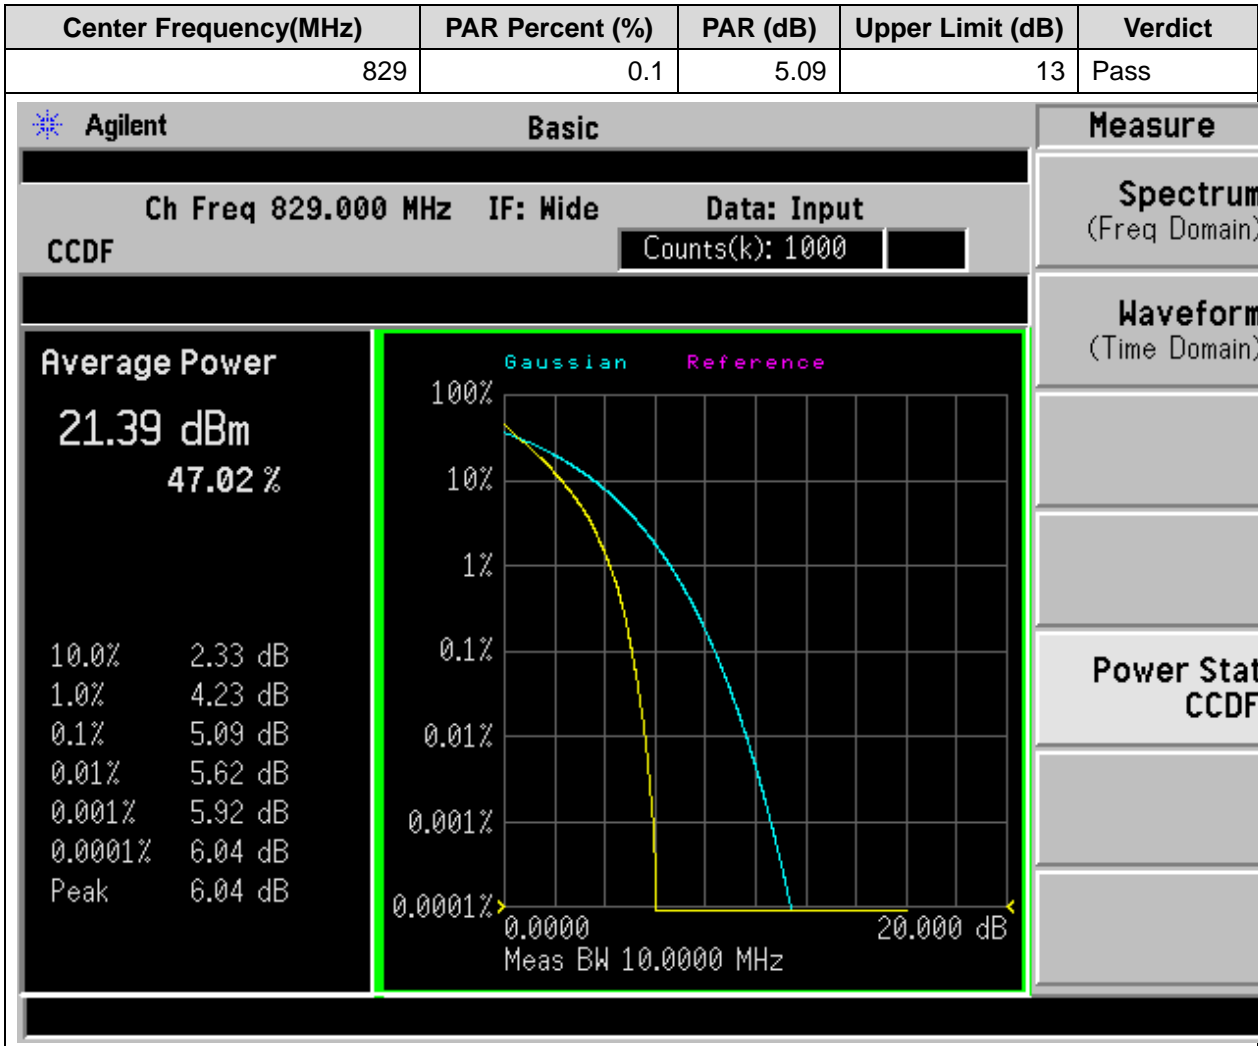 Center Frequency(MHz) PAR Percent (%) PAR (dB) Upper Limit (dB) Verdict
829 0.1 5.09 13 Pass
Agilent Basic Measure
Ch Freq 829.000 MHz IF: Wide Data: Input
CCDF Counts(k): 1000
Spectrum
(Freq Domain)
Waveform
(Time Domain)
Power Stat
CCDF
Average Power
21.39 dBm
47.02 %
10.0% 2.33 dB
1.0% 4.23 dB
0.1% 5.09 dB
0.01% 5.62 dB
0.001% 5.92 dB
0.0001% 6.04 dB
Peak 6.04 dB
Gaussian Reference
100%
10%
1%
0.1%
0.01%
0.001%
0.0001%
0.0000 20.000 dB
Meas BW 10.0000 MHz